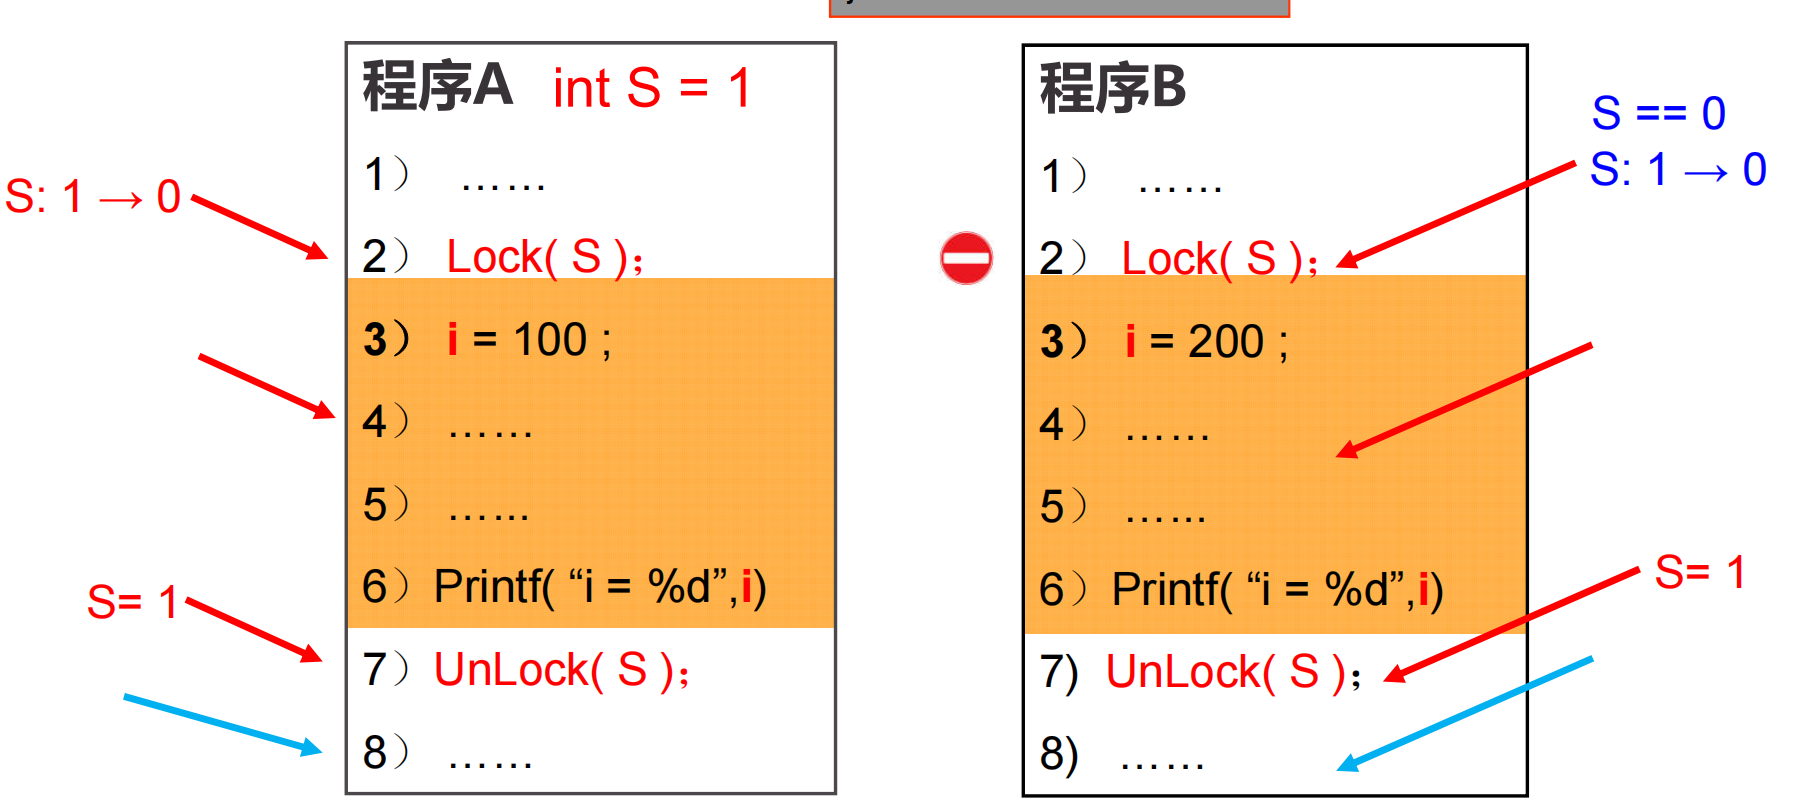 程序A int S = 1
1） ……
2） Lock( S )；
3） i = 100 ;
4） ……
5） …...
6）Printf( “i = %d”,i)
7）UnLock( S )；
8） ……
S: 1 → 0
S= 1
程序B
1） ……
2） Lock( S )；
3） i = 200 ;
4） ……
5） …...
6）Printf( “i = %d”,i)
7) UnLock( S )；
8) ……
S == 0
S: 1 → 0
S= 1